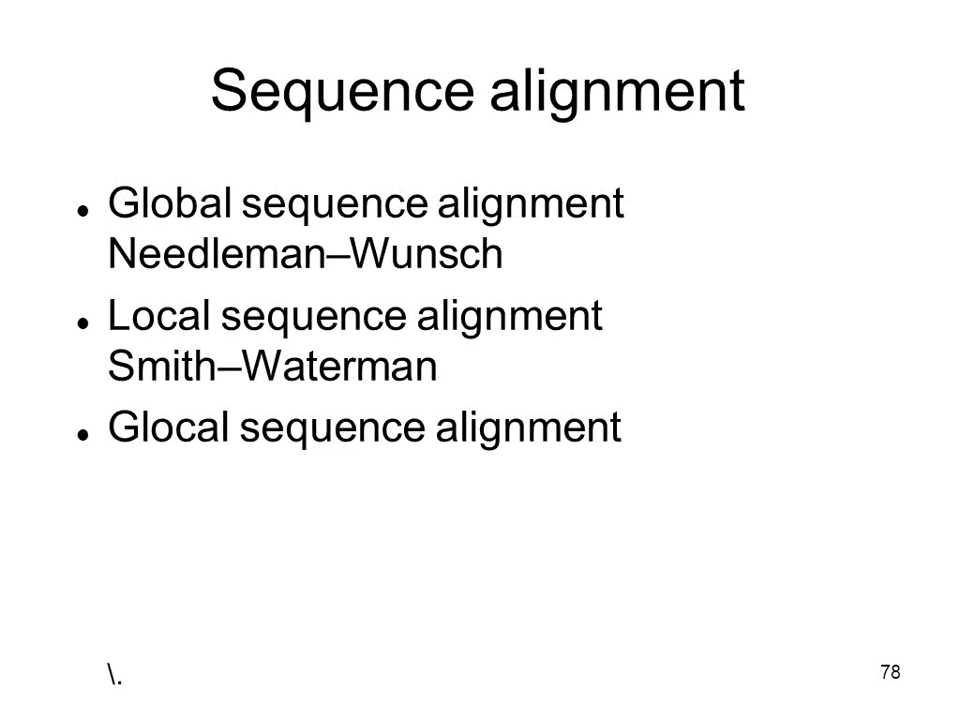 Sequence alignment
● Global sequence alignment
Needleman–Wunsch
● Local sequence alignment
Smith–Waterman
● Glocal sequence alignment
\.
78